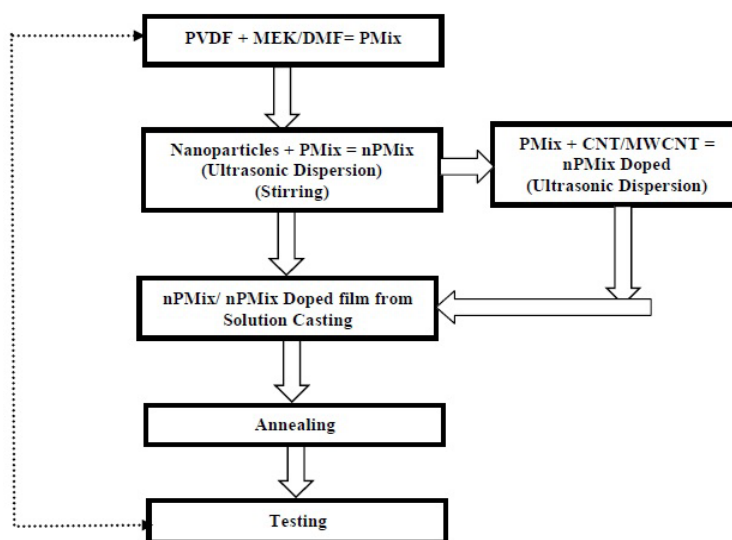 PVDF + MEK/DMF= PMix
Nanoparticles + PMix = nPMix
(Ultrasonic Dispersion)
(Stirring)
PMix + CNT/MWCNT =
nPMix Doped
(Ultrasonic Dispersion)
nPMix/ nPMix Doped film from
Solution Casting
Annealing
Testing